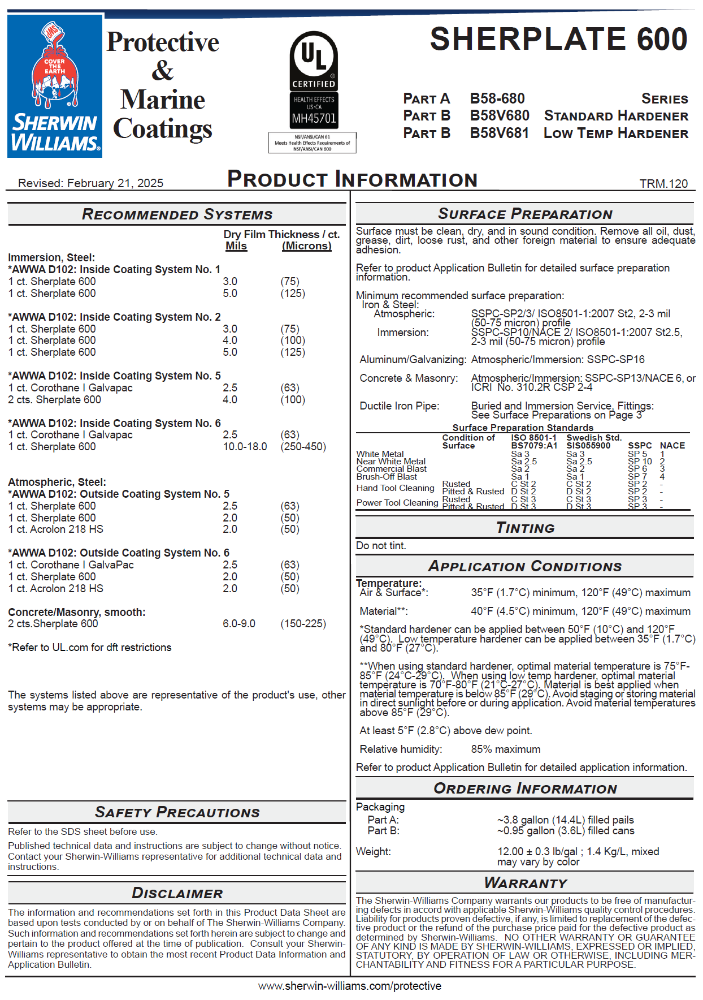 SWP
COVER
THE
EARTH
®
SHERWIN
WILLIAMS®
Protective
&
Marine
Coatings
UL
®
CERTIFIED
HEALTH EFFECTS
US·CA
MH45701
NSF/ANSI/CAN 61
Meets Health Effects Requirements of
NSF/ANSI/CAN 600
SHERPLATE 600
PART A B58-680 SERIES
PART B B58V680 STANDARD HARDENER
PART B B58V681 LOW TEMP HARDENER
Revised: February 21, 2025
PRODUCT INFORMATION
TRM.120
RECOMMENDED SYSTEMS
Dry Film Thickness / ct.
Mils (Microns)
Immersion, Steel:
*AWWA D102: Inside Coating System No. 1
1 ct. Sherplate 600 3.0 (75)
1 ct. Sherplate 600 5.0 (125)
*AWWA D102: Inside Coating System No. 2
1 ct. Sherplate 600 3.0 (75)
1 ct. Sherplate 600 4.0 (100)
1 ct. Sherplate 600 5.0 (125)
*AWWA D102: Inside Coating System No. 5
1 ct. Corothane I Galvapac 2.5 (63)
2 cts. Sherplate 600 4.0 (100)
*AWWA D102: Inside Coating System No. 6
1 ct. Corothane I Galvapac 2.5 (63)
1 ct. Sherplate 600 10.0-18.0 (250-450)
Atmospheric, Steel:
*AWWA D102: Outside Coating System No. 5
1 ct. Sherplate 600 2.5 (63)
1 ct. Sherplate 600 2.0 (50)
1 ct. Acrolon 218 HS 2.0 (50)
*AWWA D102: Outside Coating System No. 6
1 ct. Corothane I GalvaPac 2.5 (63)
1 ct. Sherplate 600 2.0 (50)
1 ct. Acrolon 218 HS 2.0 (50)
Concrete/Masonry, smooth:
2 cts.Sherplate 600 6.0-9.0 (150-225)
*Refer to UL.com for dft restrictions
The systems listed above are representative of the product's use, other
systems may be appropriate.
SAFETY PRECAUTIONS
Refer to the SDS sheet before use.
Published technical data and instructions are subject to change without notice.
Contact your Sherwin-Williams representative for additional technical data and
instructions.
DISCLAIMER
The information and recommendations set forth in this Product Data Sheet are
based upon tests conducted by or on behalf of The Sherwin-Williams Company.
Such information and recommendations set forth herein are subject to change and
pertain to the product offered at the time of publication. Consult your Sherwin-
Williams representative to obtain the most recent Product Data Information and
Application Bulletin.
SURFACE PREPARATION
Surface must be clean, dry, and in sound condition. Remove all oil, dust,
grease, dirt, loose rust, and other foreign material to ensure adequate
adhesion.
Refer to product Application Bulletin for detailed surface preparation
information.
Minimum recommended surface preparation:
Iron & Steel:
Atmospheric: SSPC-SP2/3/ ISO8501-1:2007 St2, 2-3 mil
(50-75 micron) profile
Immersion: SSPC-SP10/NACE 2/ ISO8501-1:2007 St2.5,
2-3 mil (50-75 micron) profile
Aluminum/Galvanizing: Atmospheric/Immersion: SSPC-SP16
Concrete & Masonry: Atmospheric/Immersion: SSPC-SP13/NACE 6, or
ICRI No. 310.2R CSP 2-4
Ductile Iron Pipe: Buried and Immersion Service, Fittings:
See Surface Preparations on Page 3
Surface Preparation Standards
Condition of ISO 8501-1 Swedish Std.
Surface BS7079:A1 SIS055900 SSPC NACE
White Metal Sa 3 Sa 3 SP 5 1
Near White Metal Sa 2.5 Sa 2.5 SP 10 2
Commercial Blast Sa 2 Sa 2 SP 6 3
Brush-Off Blast Sa 1 Sa 1 SP 7 4
Hand Tool Cleaning Rusted C St 2 C St 2 SP 2 -
Pitted & Rusted D St 2 D St 2 SP 2 -
Power Tool Cleaning Rusted C St 3 C St 3 SP 3 -
Pitted & Rusted D St 3 D St 3 SP 3 -
TINTING
Do not tint.
APPLICATION CONDITIONS
Temperature:
Air & Surface*: 35°F (1.7°C) minimum, 120°F (49°C) maximum
Material**: 40°F (4.5°C) minimum, 120°F (49°C) maximum
*Standard hardener can be applied between 50°F (10°C) and 120°F
(49°C). Low temperature hardener can be applied between 35°F (1.7°C)
and 80°F (27°C).
**When using standard hardener, optimal material temperature is 75°F-
85°F (24°C-29°C). When using low temp hardener, optimal material
temperature is 70°F-80°F (21°C-27°C). Material is best applied when
material temperature is below 85°F (29°C). Avoid staging or storing material
in direct sunlight before or during application. Avoid material temperatures
above 85°F (29°C).
At least 5°F (2.8°C) above dew point.
Relative humidity: 85% maximum
Refer to product Application Bulletin for detailed application information.
ORDERING INFORMATION
Packaging
Part A: ~3.8 gallon (14.4L) filled pails
Part B: ~0.95 gallon (3.6L) filled cans
Weight: 12.00 ± 0.3 lb/gal ; 1.4 Kg/L, mixed
may vary by color
WARRANTY
The Sherwin-Williams Company warrants our products to be free of manufactur-
ing defects in accord with applicable Sherwin-Williams quality control procedures.
Liability for products proven defective, if any, is limited to replacement of the defec-
tive product or the refund of the purchase price paid for the defective product as
determined by Sherwin-Williams. NO OTHER WARRANTY OR GUARANTEE
OF ANY KIND IS MADE BY SHERWIN-WILLIAMS, EXPRESSED OR IMPLIED,
STATUTORY, BY OPERATION OF LAW OR OTHERWISE, INCLUDING MER-
CHANTABILITY AND FITNESS FOR A PARTICULAR PURPOSE.
www.sherwin-williams.com/protective